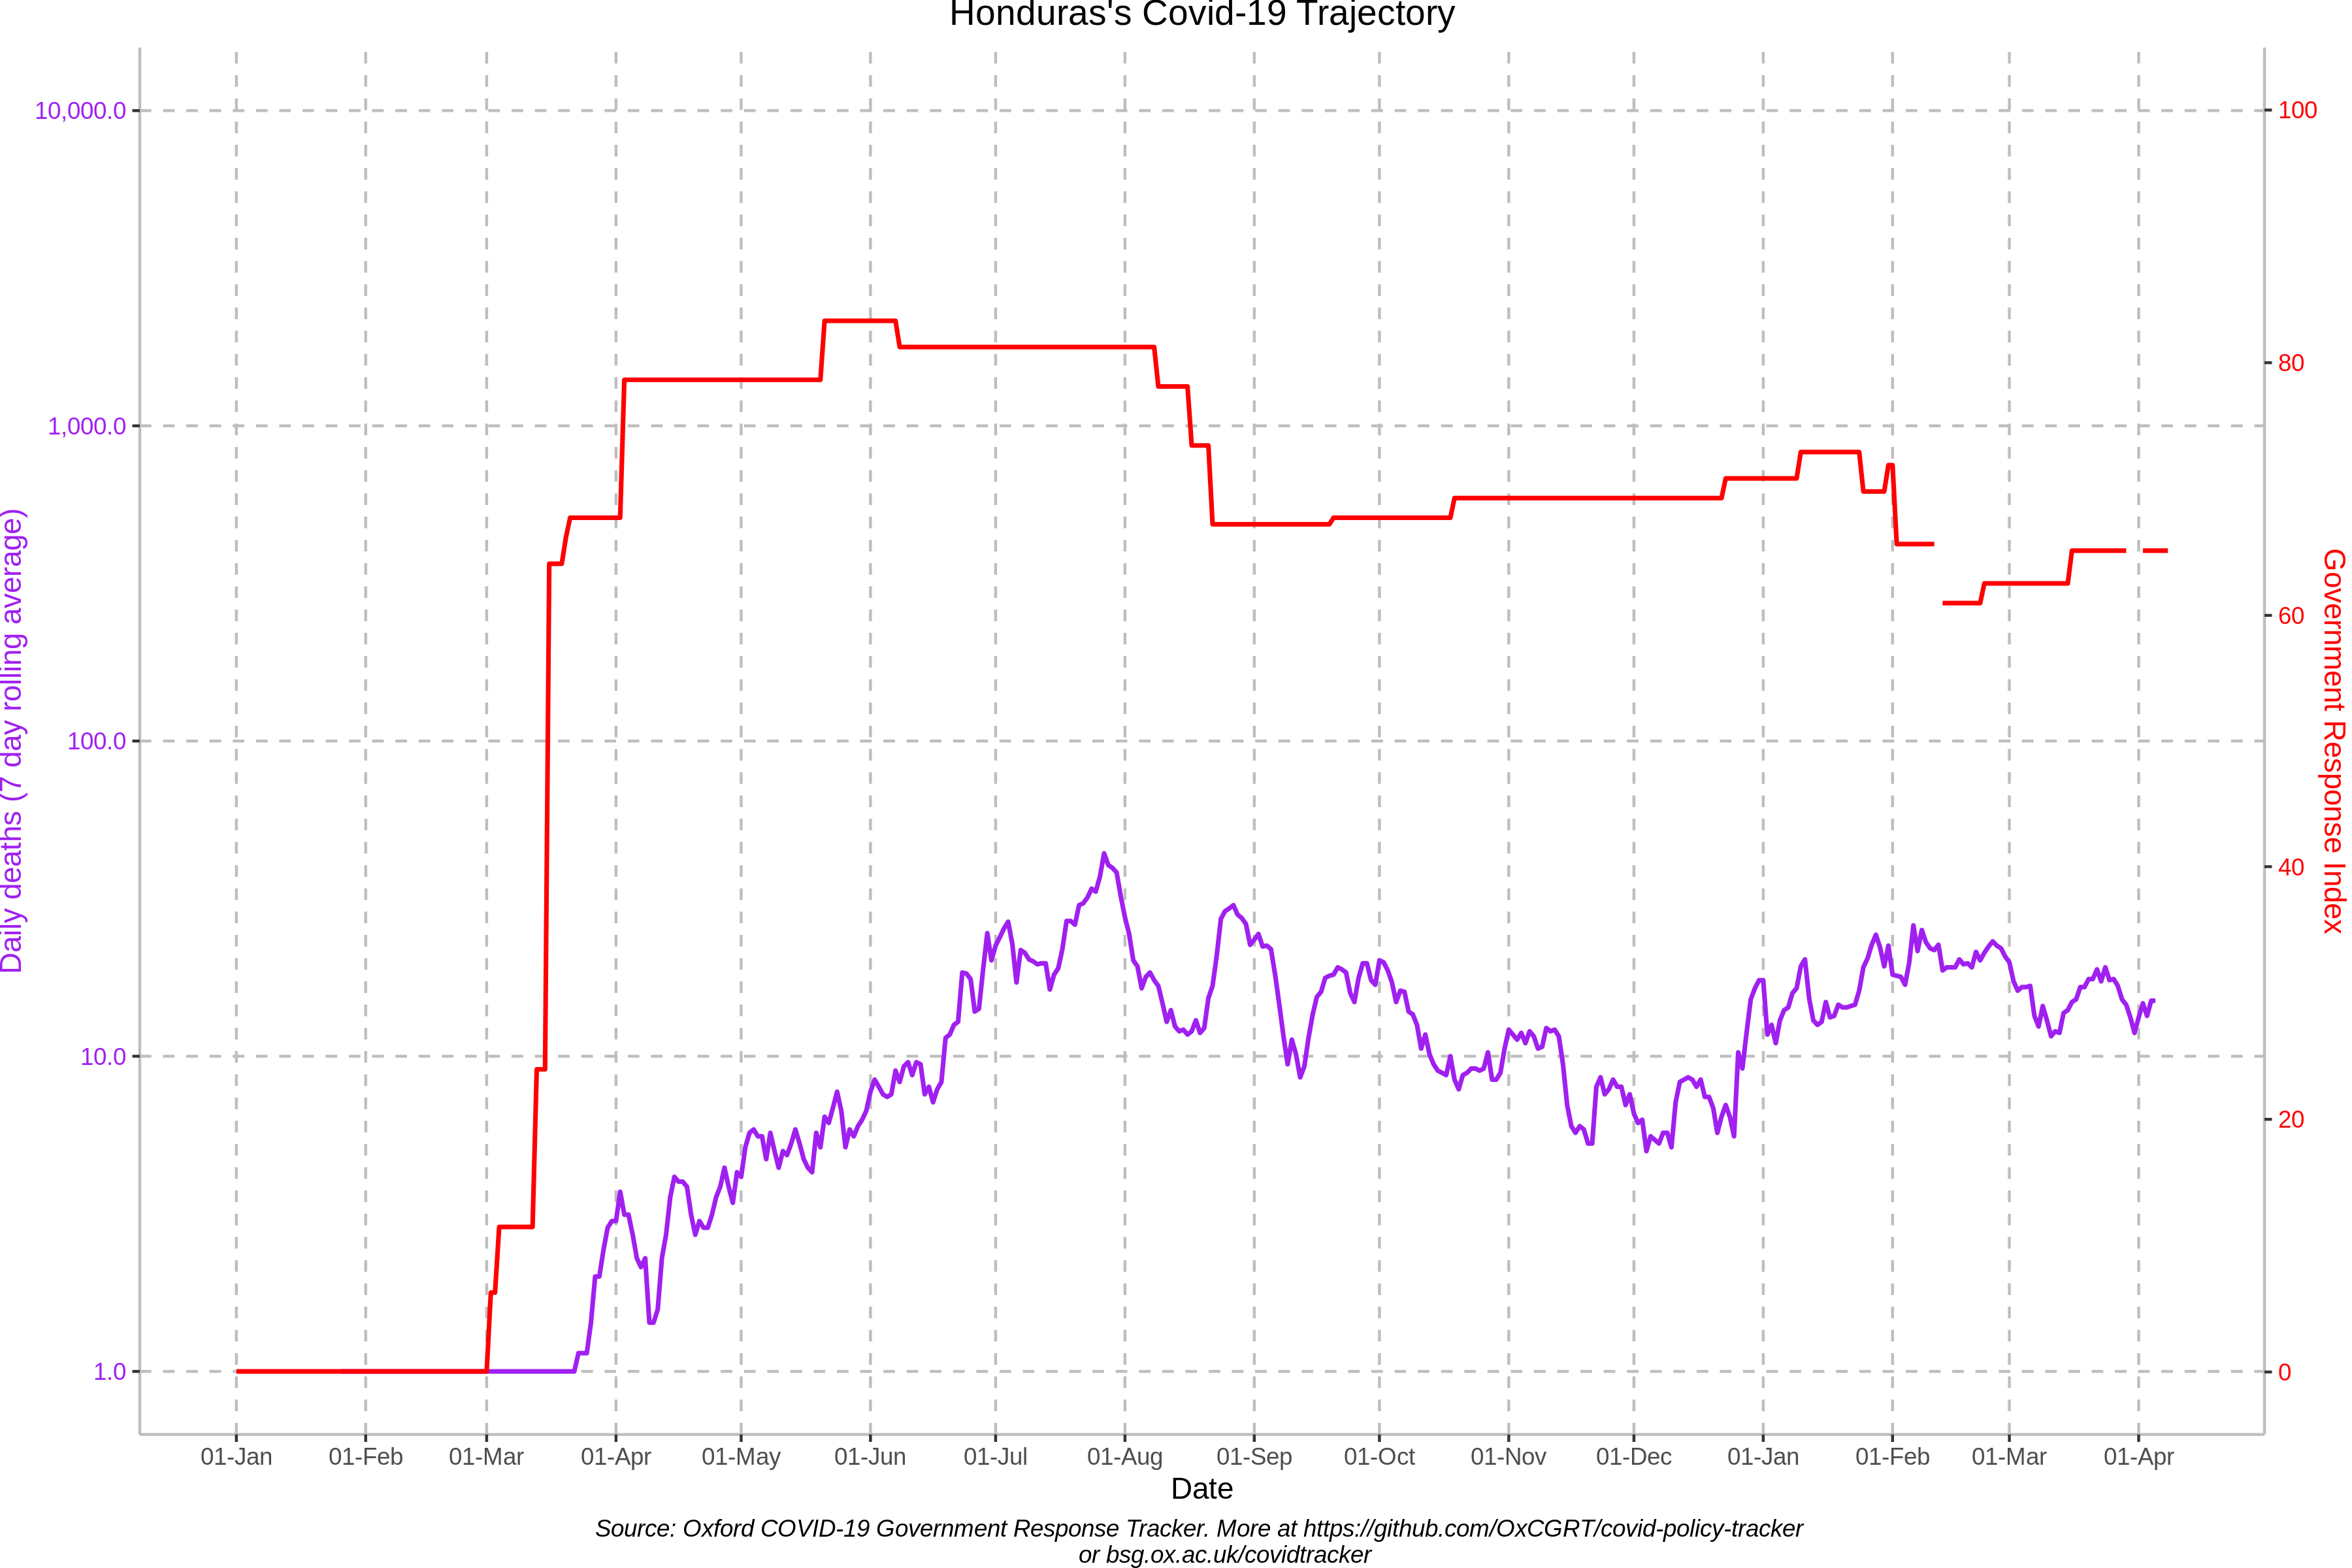 Honduras's Covid-19 Trajectory
Daily deaths (7 day rolling average)
10,000.0
1,000.0
100.0
10.0
1.0
100
80
60
40
20
0
Government Response Index
01-Jan 01-Feb 01-Mar 01-Apr 01-May 01-Jun 01-Jul 01-Aug 01-Sep 01-Oct 01-Nov 01-Dec 01-Jan 01-Feb 01-Mar 01-Apr
Date
Source: Oxford COVID-19 Government Response Tracker. More at https://github.com/OxCGRT/covid-policy-tracker
or bsg.ox.ac.uk/covidtracker